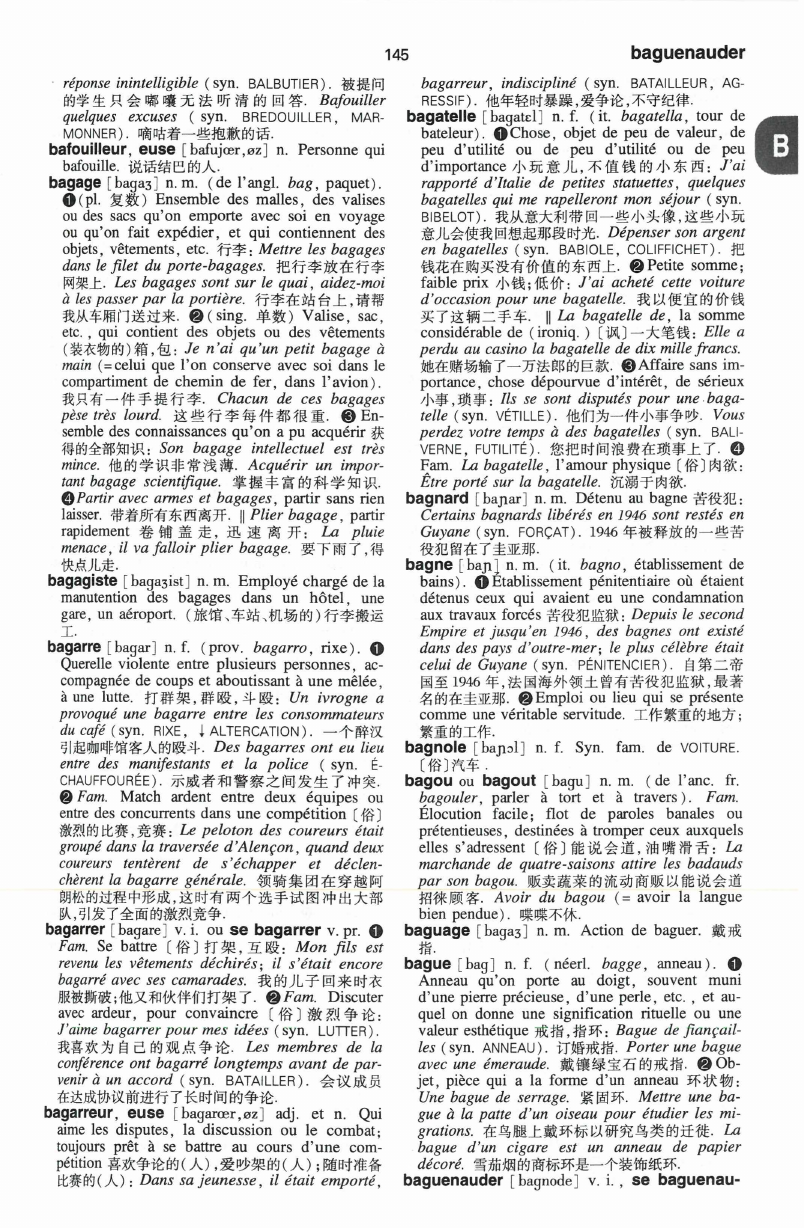 145
baguenauder
réponse inintelligible ( syn. BALBUTIER). 被提问
的学生只会嘟囔无法听清的回答. Bafouiller
quelques excuses ( syn. BREDOUILLER, MAR-
MONNER). 嘀咕着一些抱歉的话.
bafouilleur, euse [bafujœr,øz] n. Personne qui
bafouille. 说话结巴的人.
bagage [bagaʒ] n. m. (de l'angl. bag, paquet).
❶(pl. 复数) Ensemble des malles, des valises
ou des sacs qu'on emporte avec soi en voyage
ou qu'on fait expédier, et qui contiennent des
objets, vêtements, etc. 行李: Mettre les bagages
dans le filet du porte-bagages. 把行李放在行李
网架上. Les bagages sont sur le quai, aidez-moi
à les passer par la portière. 行李在站台上,请帮
我从车厢门送过来. ❷(sing. 单数) Valise, sac,
etc., qui contient des objets ou des vêtements
(装衣物的)箱,包: Je n'ai qu'un petit bagage à
main (=celui que l'on conserve avec soi dans le
compartiment de chemin de fer, dans l'avion).
我只有一件手提行李. Chacun de ces bagages
pèse très lourd. 这些行李每件都很重. ❸En-
semble des connaissances qu'on a pu acquérir 获
得的全部知识: Son bagage intellectuel est très
mince. 他的学识非常浅薄. Acquérir un impor-
tant bagage scientifique. 掌握丰富的科学知识.
❹Partir avec armes et bagages, partir sans rien
laisser. 带着所有东西离开. ‖ Plier bagage, partir
rapidement 卷铺盖走, 迅速离开: La pluie
menace, il va falloir plier bagage. 要下雨了,得
快点儿走.
bagagiste [bagaʒist] n. m. Employé chargé de la
manutention des bagages dans un hôtel, une
gare, un aéroport. (旅馆、车站、机场的)行李搬运
工.
bagarre [bagar] n. f. (prov. bagarro, rixe). ❶
Querelle violente entre plusieurs personnes, ac-
compagnée de coups et aboutissant à une mêlée,
à une lutte. 打群架,群殴,斗殴: Un ivrogne a
provoqué une bagarre entre les consommateurs
du café (syn. RIXE, ↓ALTERCATION). 一个醉汉
引起咖啡馆客人的殴斗. Des bagarres ont eu lieu
entre des manifestants et la police ( syn. É-
CHAUFFOURÉE). 示威者和警察之间发生了冲突.
❷Fam. Match ardent entre deux équipes ou
entre des concurrents dans une compétition 〔俗〕
激烈的比赛,竞赛: Le peloton des coureurs était
groupé dans la traversée d'Alençon, quand deux
coureurs tentèrent de s'échapper et déclen-
chèrent la bagarre générale. 领骑集团在穿越阿
朗松的过程中形成,这时有两个选手试图冲出大部
队,引发了全面的激烈竞争.
bagarrer [bagare] v. i. ou se bagarrer v. pr. ❶
Fam. Se battre 〔俗〕打架,互殴: Mon fils est
revenu les vêtements déchirés; il s'était encore
bagarré avec ses camarades. 我的儿子回来时衣
服被撕破;他又和伙伴们打架了. ❷Fam. Discuter
avec ardeur, pour convaincre 〔俗〕激烈争论:
J'aime bagarrer pour mes idées (syn. LUTTER).
我喜欢为自己的观点争论. Les membres de la
conférence ont bagarré longtemps avant de par-
venir à un accord ( syn. BATAILLER). 会议成员
在达成协议前进行了长时间的争论.
bagarreur, euse [bagarœr,øz] adj. et n. Qui
aime les disputes, la discussion ou le combat;
toujours prêt à se battre au cours d'une com-
pétition 喜欢争论的(人),爱吵架的(人);随时准备
比赛的(人): Dans sa jeunesse, il était emporté,
bagarreur, indiscipliné ( syn. BATAILLEUR, AG-
RESSIF). 他年轻时暴躁,爱争论,不守纪律.
bagatelle [bagatɛl] n. f. (it. bagatella, tour de
bateleur). ❶Chose, objet de peu de valeur, de
peu d'utilité ou de peu d'utilité ou de peu
d'importance 小玩意儿,不值钱的小东西: J'ai
rapporté d'Italie de petites statuettes, quelques
bagatelles qui me rapelleront mon séjour ( syn.
BIBELOT). 我从意大利带回一些小头像,这些小玩
意儿会使我回想起那段时光. Dépenser son argent
en bagatelles ( syn. BABIOLE, COLIFFICHET). 把
钱花在购买没有价值的东西上. ❷Petite somme;
faible prix 小钱;低价: J'ai acheté cette voiture
d'occasion pour une bagatelle. 我以便宜的价钱
买了这辆二手车. ‖ La bagatelle de, la somme
considérable de ( ironiq. ) 〔讽〕一大笔钱: Elle a
perdu au casino la bagatelle de dix mille francs.
她在赌场输了一万法郎的巨款. ❸Affaire sans im-
portance, chose dépourvue d'intérêt, de sérieux
小事,琐事: Ils se sont disputés pour une baga-
telle (syn. VÉTILLE). 他们为一件小事争吵. Vous
perdez votre temps à des bagatelles ( syn. BALI-
VERNE, FUTILITÉ). 您把时间浪费在琐事上了. ❹
Fam. La bagatelle, l'amour physique 〔俗〕肉欲:
Être porté sur la bagatelle. 沉溺于肉欲.
bagnard [baɲar] n. m. Détenu au bagne 苦役犯:
Certains bagnards libérés en 1946 sont restés en
Guyane (syn. FORÇAT). 1946 年被释放的一些苦
役犯留在了圭亚那.
bagne [baɲ] n. m. ( it. bagno, établissement de
bains). ❶Établissement pénitentiaire où étaient
détenus ceux qui avaient eu une condamnation
aux travaux forcés 苦役犯监狱: Depuis le second
Empire et jusqu'en 1946, des bagnes ont existé
dans des pays d'outre-mer; le plus célèbre était
celui de Guyane (syn. PÉNITENCIER). 自第二帝
国至 1946 年,法国海外领土曾有苦役犯监狱,最著
名的在圭亚那. ❷Emploi ou lieu qui se présente
comme une véritable servitude. 工作繁重的地方;
繁重的工作.
bagnole [baɲɔl] n. f. Syn. fam. de VOITURE.
〔俗〕汽车.
bagou ou bagout [bagu] n. m. ( de l'anc. fr.
bagouler, parler à tort et à travers). Fam.
Élocution facile; flot de paroles banales ou
prétentieuses, destinées à tromper ceux auxquels
elles s'adressent 〔俗〕能说会道,油嘴滑舌: La
marchande de quatre-saisons attire les badauds
par son bagou. 贩卖蔬菜的流动商贩以能说会道
招徕顾客. Avoir du bagou (= avoir la langue
bien pendue). 喋喋不休.
baguage [bagaʒ] n. m. Action de baguer. 戴戒
指.
bague [bag] n. f. ( néerl. bagge, anneau). ❶
Anneau qu'on porte au doigt, souvent muni
d'une pierre précieuse, d'une perle, etc., et au-
quel on donne une signification rituelle ou une
valeur esthétique 戒指,指环: Bague de fiançail-
les (syn. ANNEAU). 订婚戒指. Porter une bague
avec une émeraude. 戴镶绿宝石的戒指. ❷Ob-
jet, pièce qui a la forme d'un anneau 环状物:
Une bague de serrage. 紧固环. Mettre une ba-
gue à la patte d'un oiseau pour étudier les mi-
grations. 在鸟腿上戴环标以研究鸟类的迁徙. La
bague d'un cigare est un anneau de papier
décoré. 雪茄烟的商标环是一个装饰纸环.
baguenauder [bagnode] v. i., se baguenau-
B